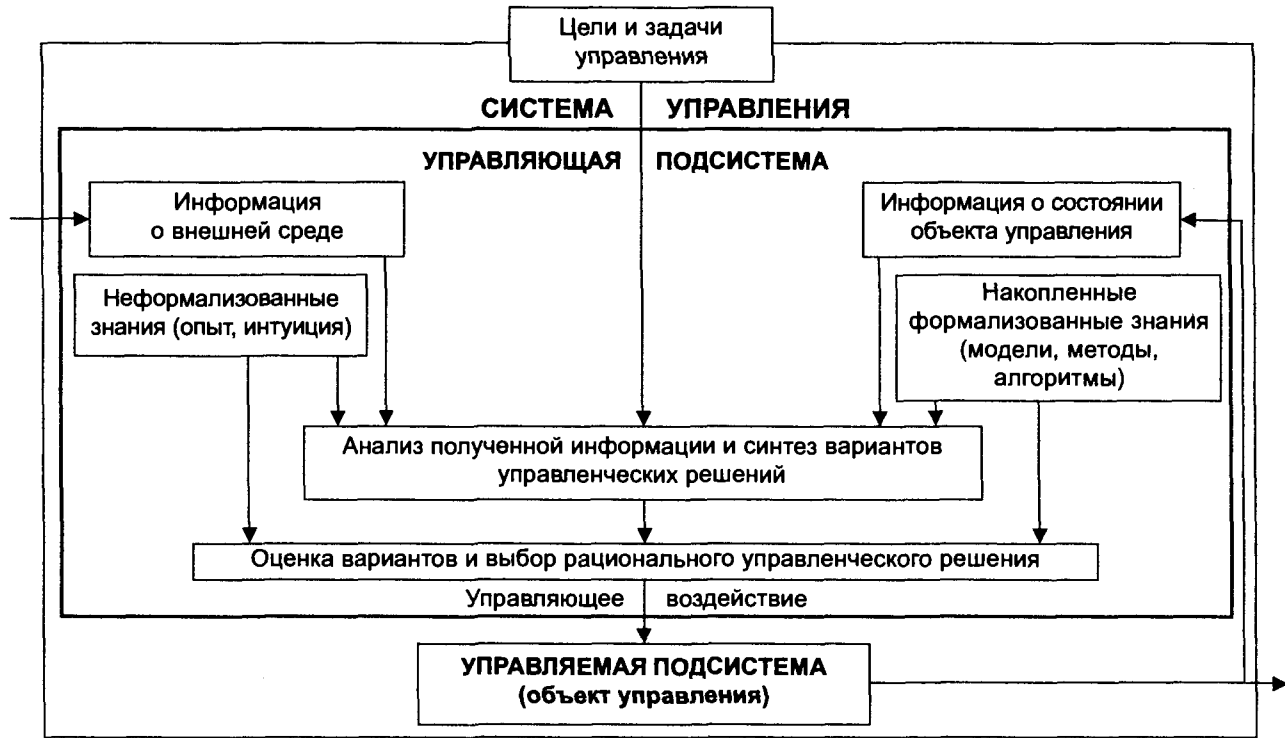 Цели и задачи
управления
СИСТЕМА УПРАВЛЕНИЯ
УПРАВЛЯЮЩАЯ ПОДСИСТЕМА
Информация
о внешней среде
Информация о состоянии
объекта управления
Неформализованные
знания (опыт, интуиция)
Накопленные
формализованные знания
(модели, методы,
алгоритмы)
Анализ полученной информации и синтез вариантов
управленческих решений
Оценка вариантов и выбор рационального управленческого решения
Управляющее воздействие
УПРАВЛЯЕМАЯ ПОДСИСТЕМА
(объект управления)